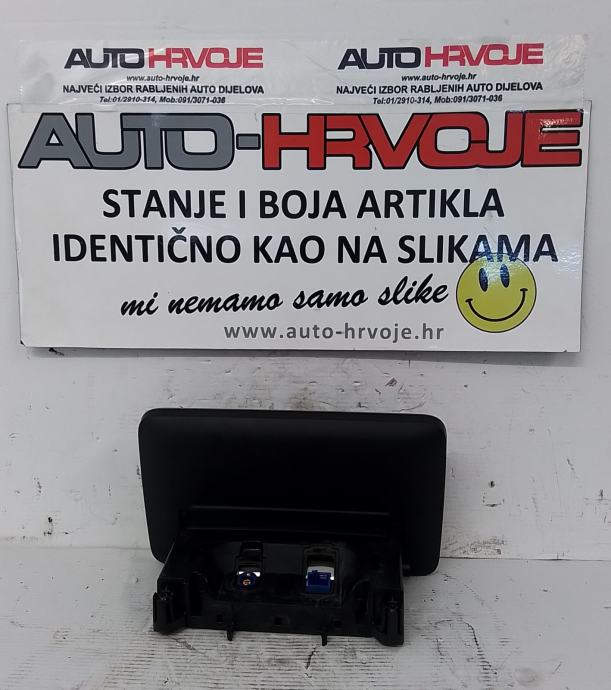 AUTO HRVOJE
www.auto-hrvoje.hr
NAJVEĆI IZBOR RABLJENIH AUTO DIJELOVA
Tel:01/2910-314, Mob:091/3071-036
AUTO HRVOJE
www.auto-hrvoje.hr
NAJVEĆI IZBOR RABLJENIH AUTO DIJELOVA
Tel:01/2910-314, Mob:091/3071-036
AUTO-HRVOJE
STANJE I BOJA ARTIKLA
IDENTIČNO KAO NA SLIKAMA
mi nemamo samo slike
www.auto-hrvoje.hr